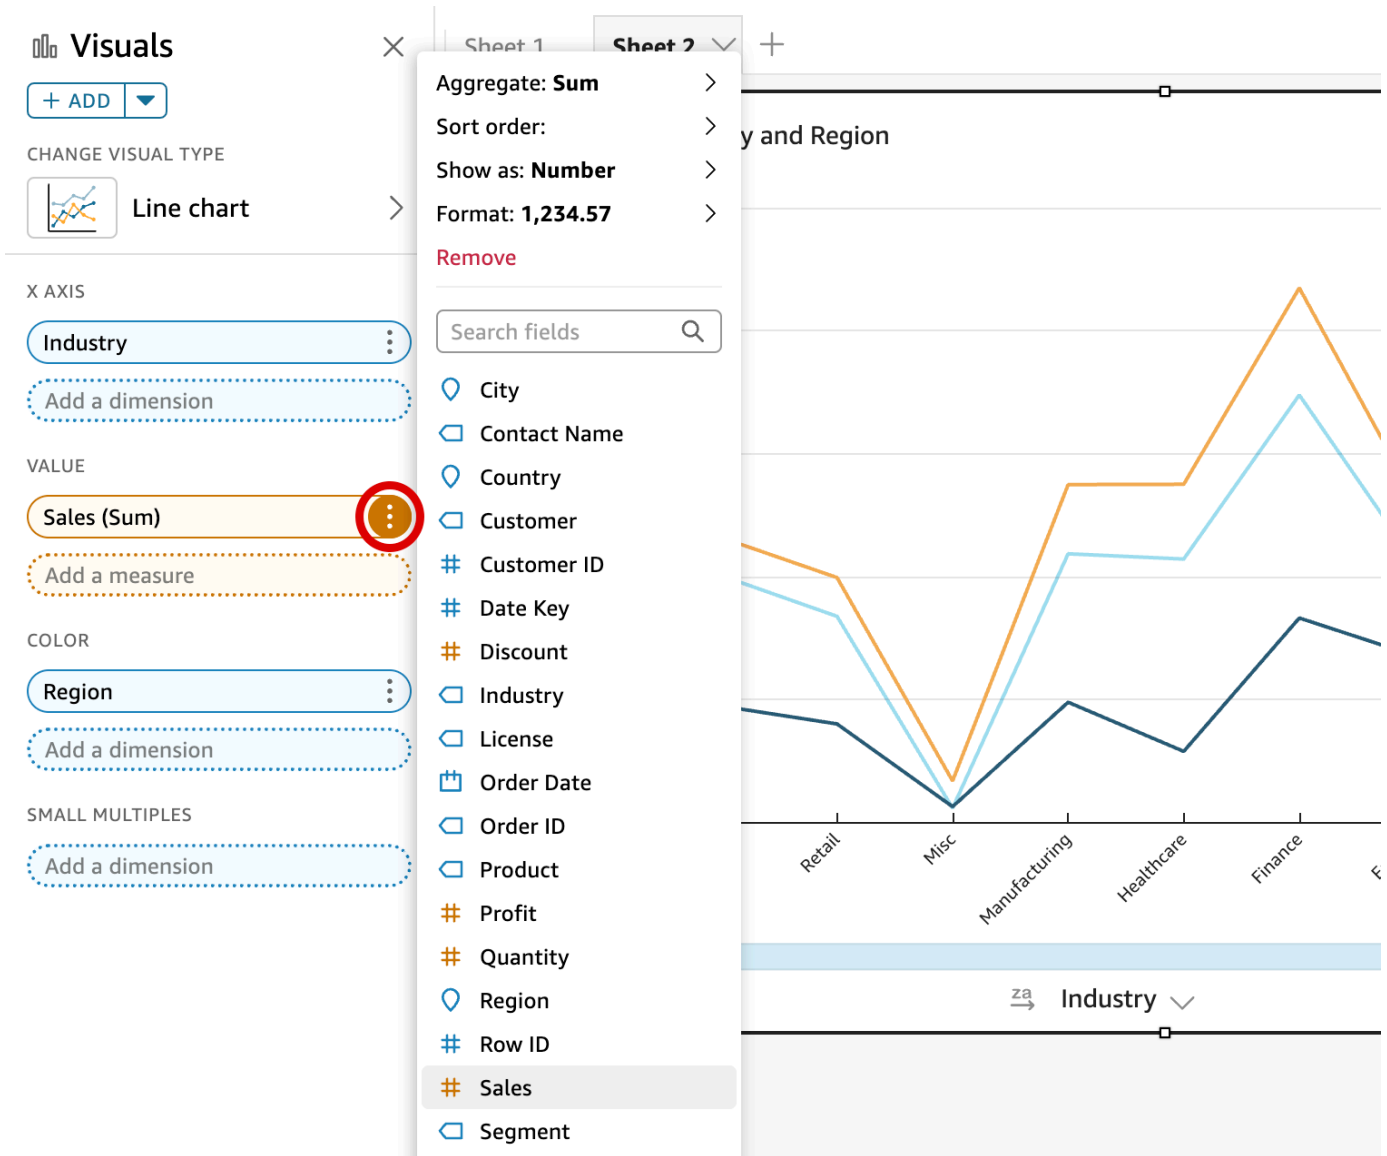 Visuals
+ ADD
CHANGE VISUAL TYPE
Line chart
X AXIS
Industry
Add a dimension
VALUE
Sales (Sum)
Add a measure
COLOR
Region
Add a dimension
SMALL MULTIPLES
Add a dimension
Sheet 1
Sheet 2
Aggregate: Sum
Sort order:
Show as: Number
Format: 1,234.57
Remove
Search fields
City
Contact Name
Country
Customer
Customer ID
Date Key
Discount
Industry
License
Order Date
Order ID
Product
Profit
Quantity
Region
Row ID
Sales
Segment
y and Region
Retail
Misc
Manufacturing
Healthcare
Finance
za
Industry